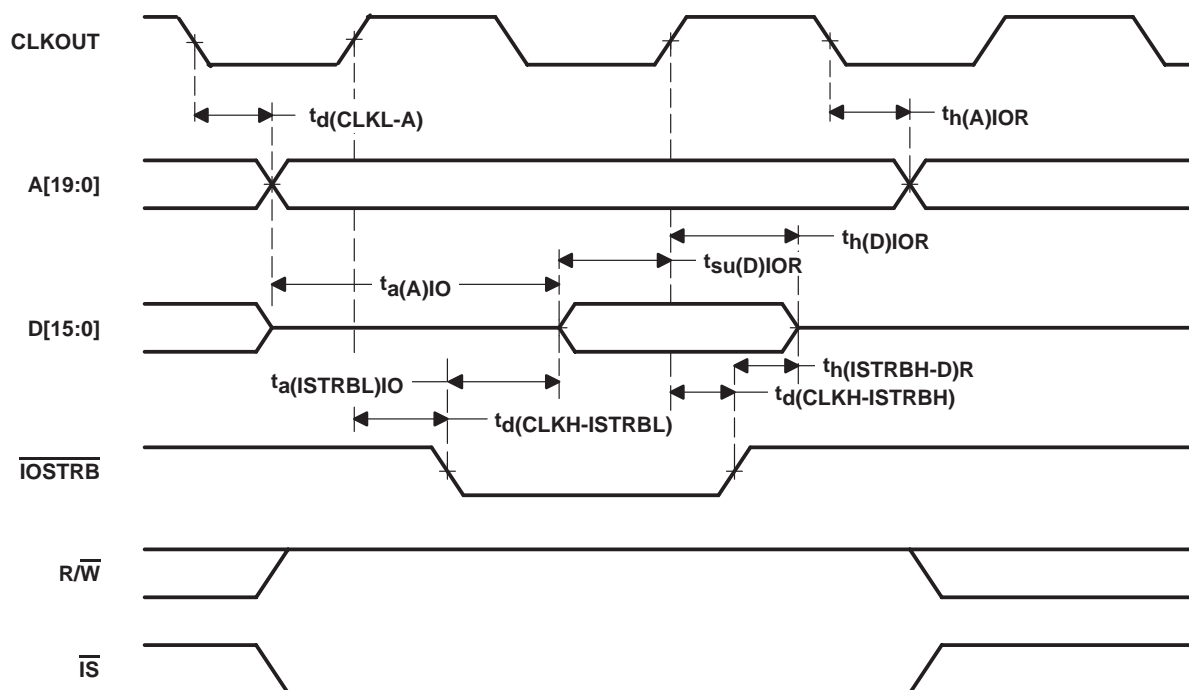 CLKOUT
td(CLKL-A)
th(A)IOR
A[19:0]
th(D)IOR
tsu(D)IOR
ta(A)IO
D[15:0]
th(ISTRBH-D)R
ta(ISTRBL)IO
td(CLKH-ISTRBH)
td(CLKH-ISTRBL)
IOSTRB
R/W
IS